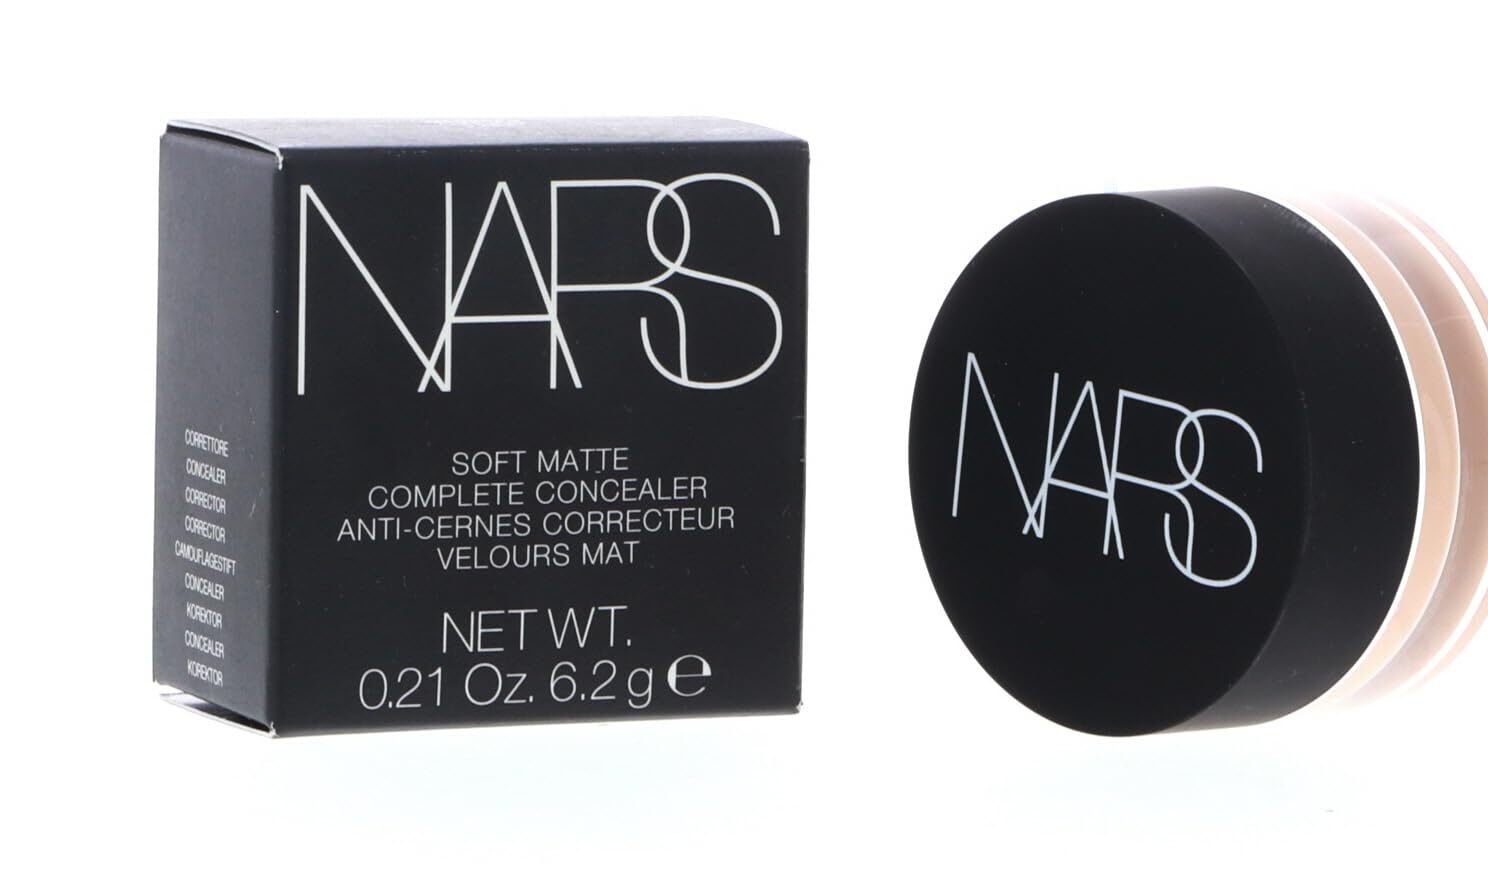 NARS
SOFT MATTE
COMPLETE CONCEALER
ANTI-CERNES CORRECTEUR
VELOURS MAT
NET WT.
0.21 Oz. 6.2 g ℮
CORRETTORE
CONCEALER
CORRECTOR
CORRECTOR
CAMOUFLAGESTIFT
CONCEALER
KOREKTOR
CONCEALER
KOREKTOR
NARS